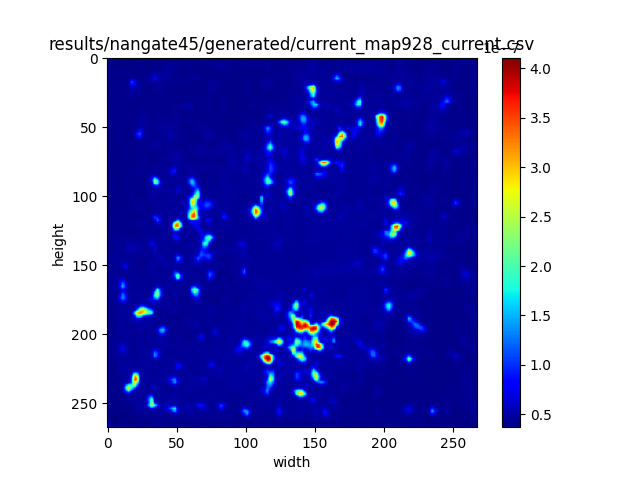 results/nangate45/generated/current_map928_current.csv
1e−7
0
50
100
150
200
250
height
0 50 100 150 200 250
width
4.0
3.5
3.0
2.5
2.0
1.5
1.0
0.5